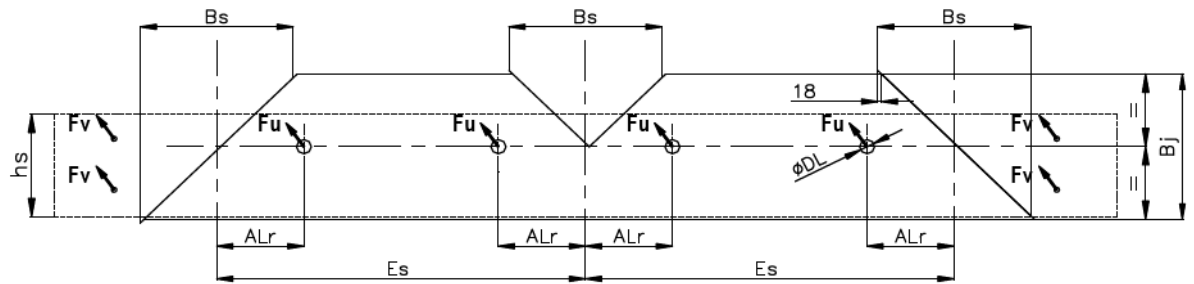 Bs Bs Bs
18
Fv Fu Fu Fu Fu Fv
hs Fv øDL Fv = = Bj
ALr ALr ALr ALr
Es Es